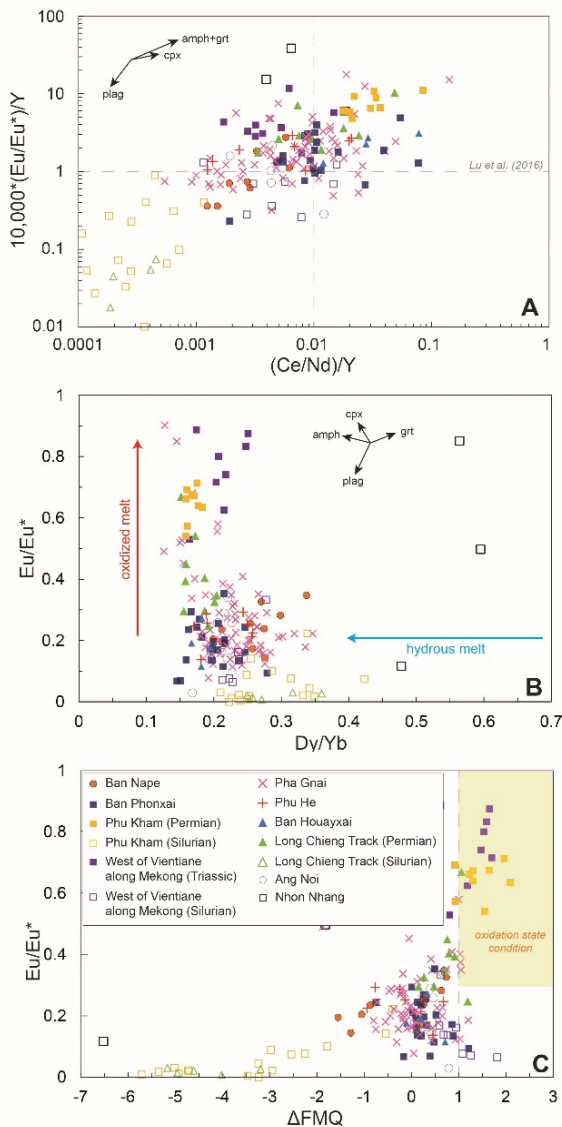 100
10
1
0.1
0.01
10,000*(Eu/Eu*)/Y
amph+grt
cpx
plag
Lu et al. (2016)
A
0.0001
0.001
0.01
0.1
1
(Ce/Nd)/Y
1
0.8
0.6
0.4
0.2
0
Eu/Eu*
oxidized melt
cpx
amph
grt
plag
hydrous melt
B
0
0.1
0.2
0.3
0.4
0.5
0.6
0.7
Dy/Yb
1
0.8
0.6
0.4
0.2
0
Eu/Eu*
Ban Nape
Ban Phonxai
Phu Kham (Permian)
Phu Kham (Silurian)
West of Vientiane
along Mekong (Triassic)
West of Vientiane
along Mekong (Silurian)
Pha Gnai
Phu He
Ban Houayxai
Long Chieng Track (Permian)
Long Chieng Track (Silurian)
Ang Noi
Nhon Nhang
oxidation state
condition
C
-7
-6
-5
-4
-3
-2
-1
0
1
2
3
ΔFMQ